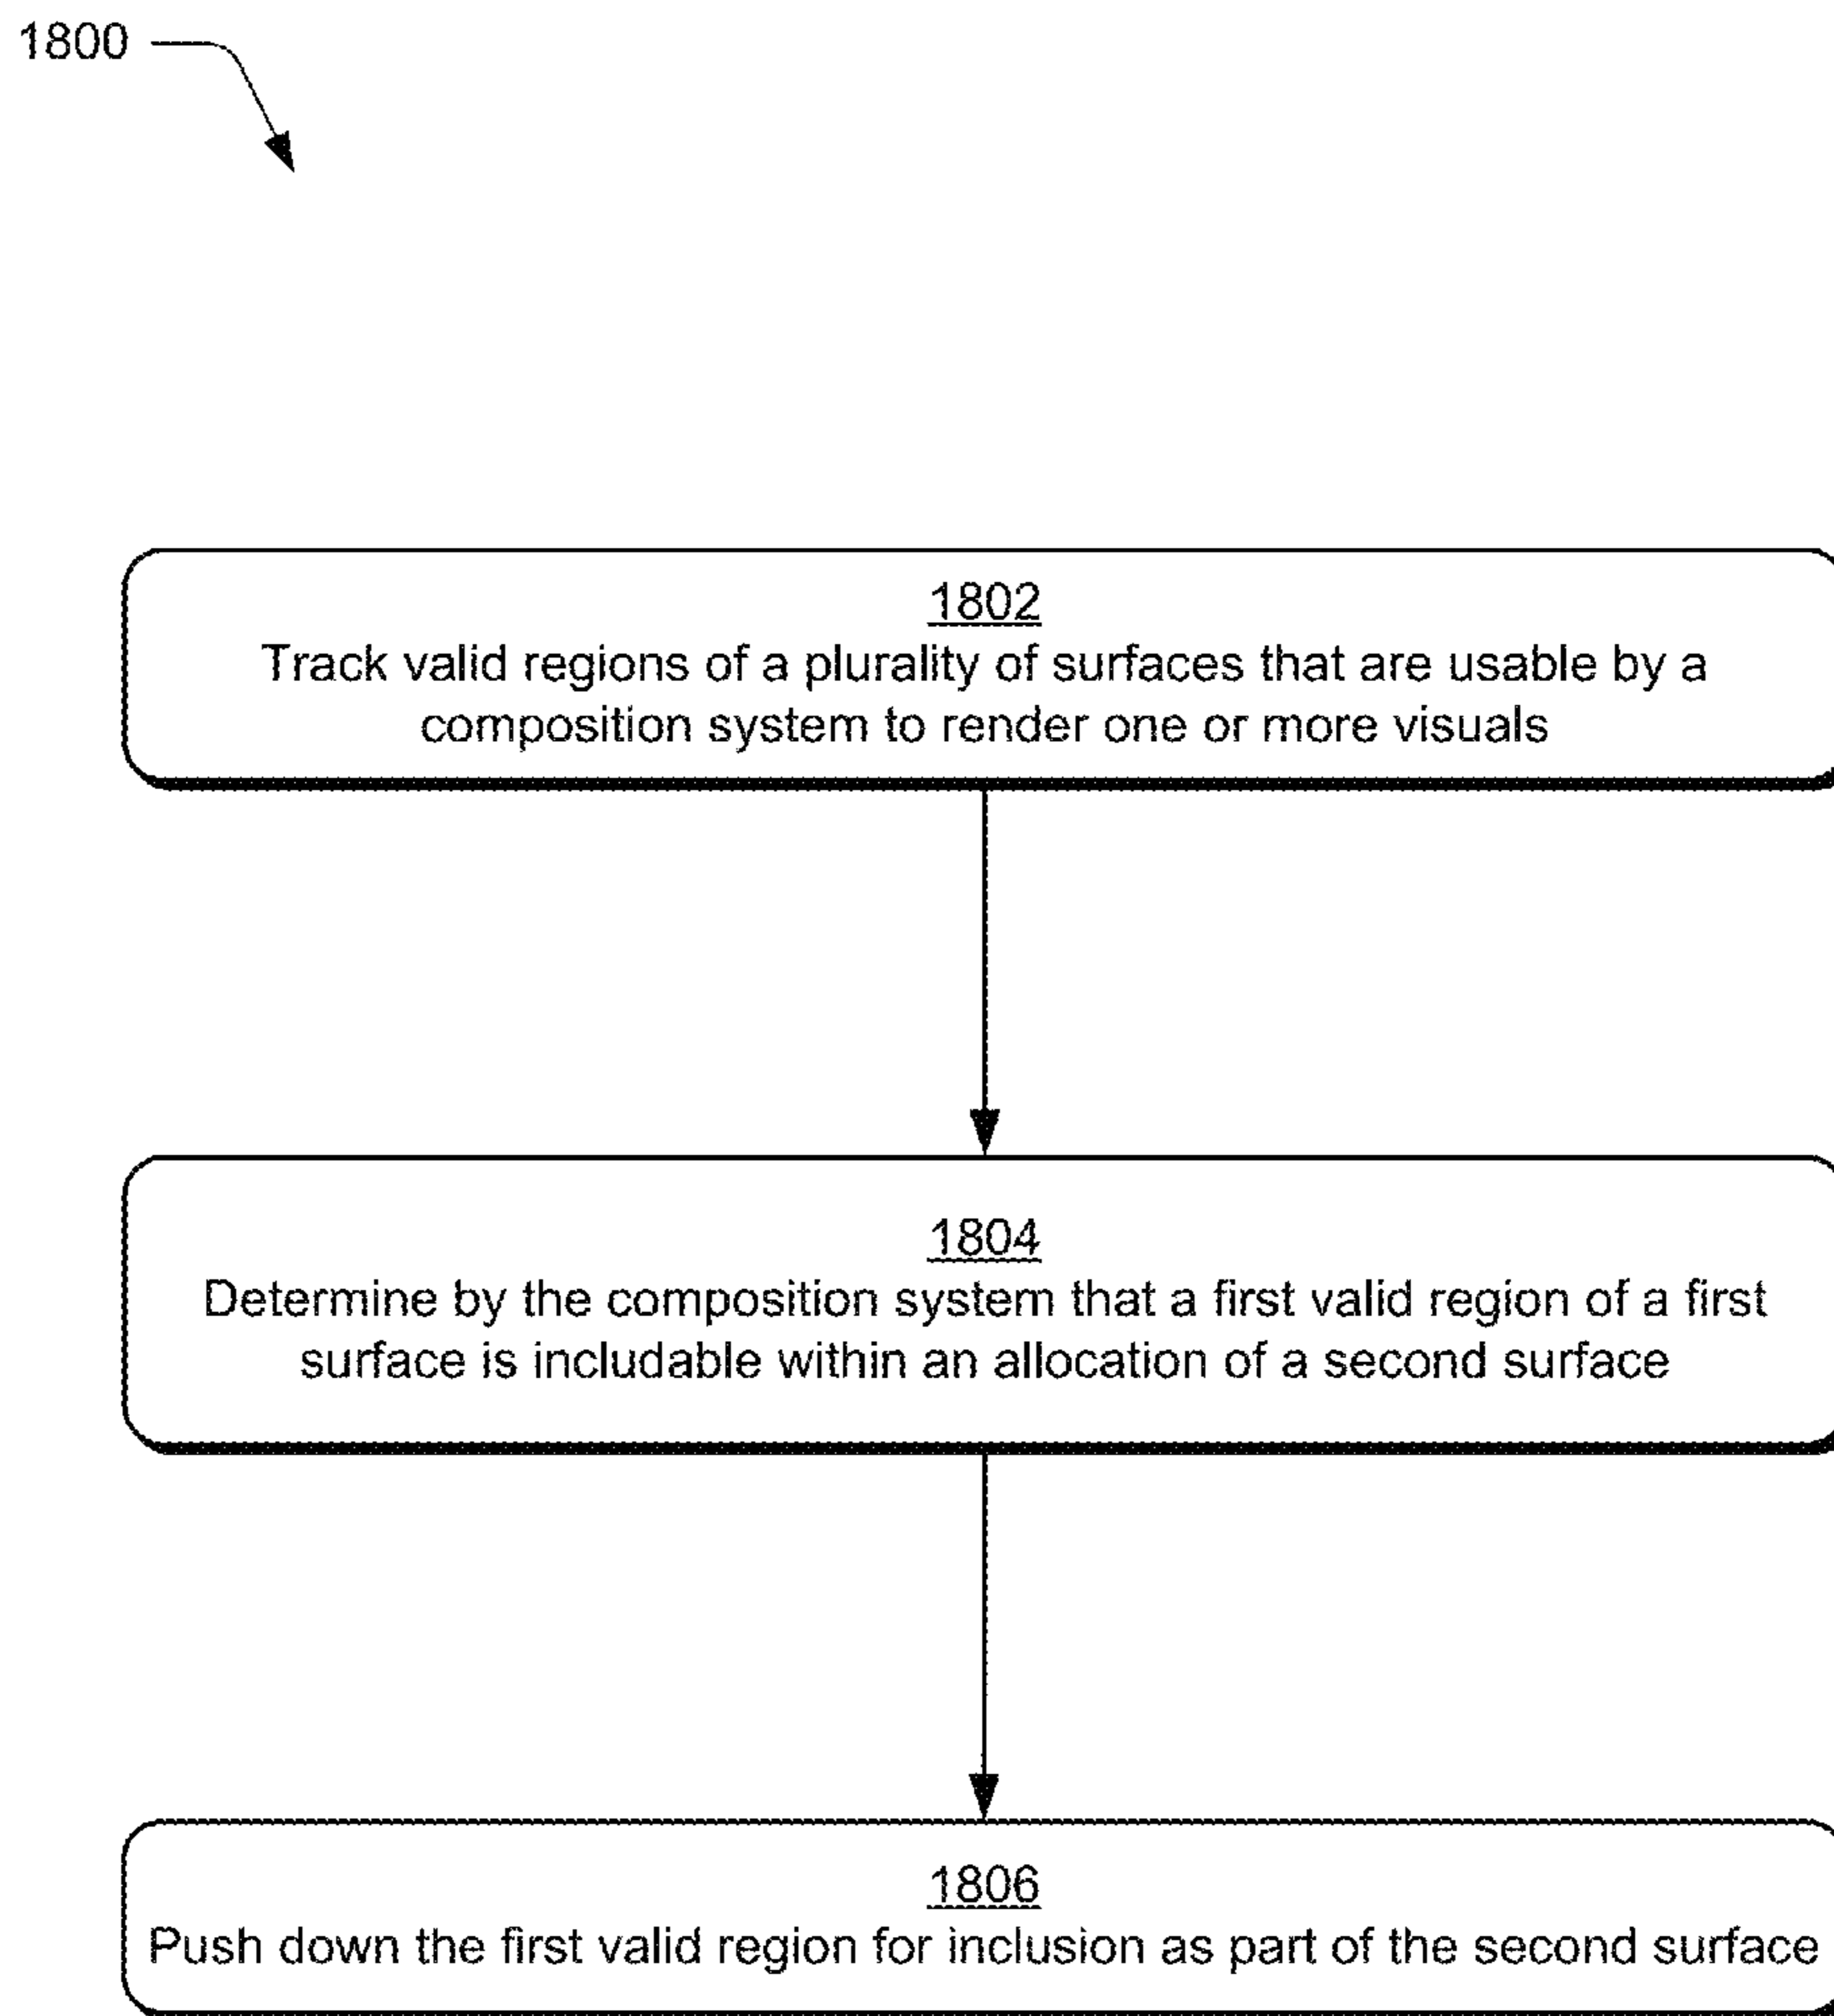 1800
1802
Track valid regions of a plurality of surfaces that are usable by a
composition system to render one or more visuals
1804
Determine by the composition system that a first valid region of a first
surface is includable within an allocation of a second surface
1806
Push down the first valid region for inclusion as part of the second surface